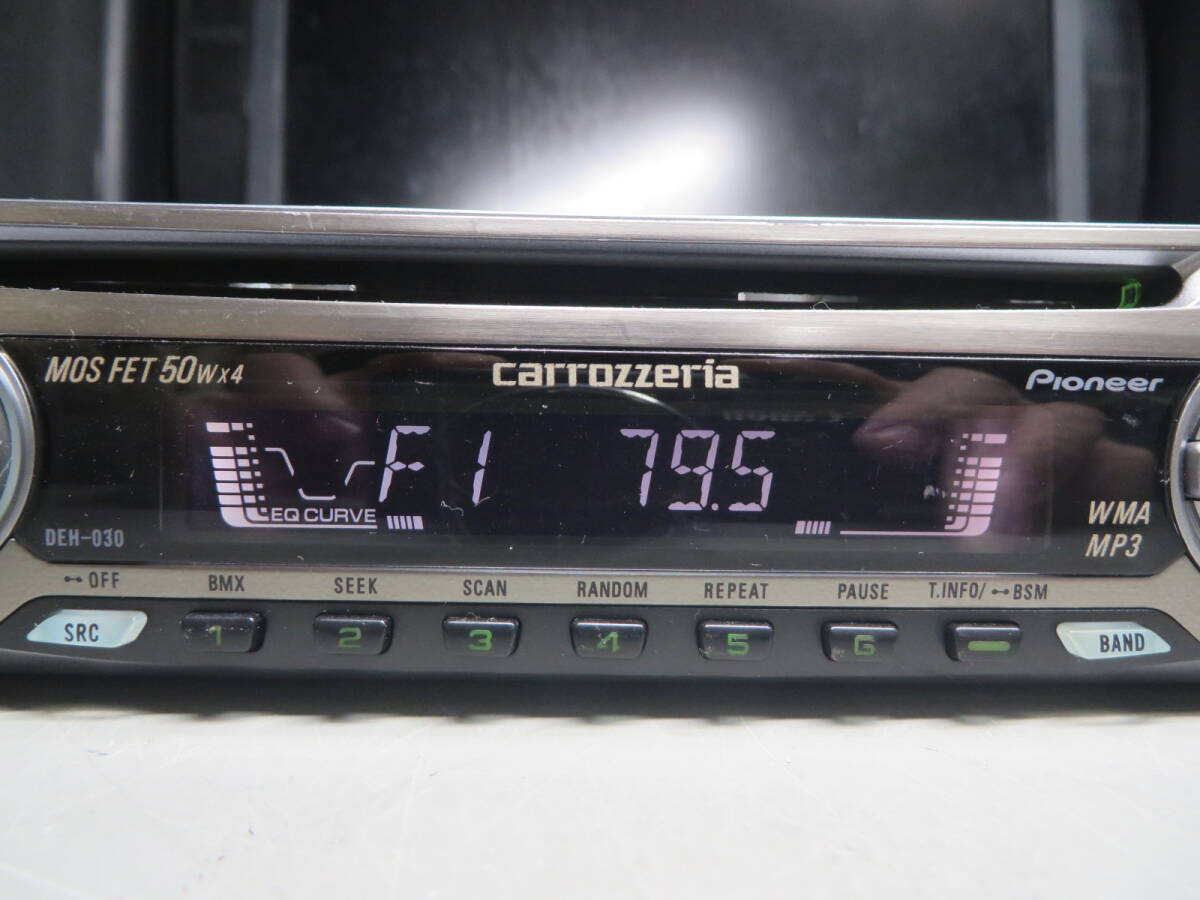 MOS FET 50W x 4
carrozzeria
Pioneer
F1 79.5
EQ CURVE
DEH-030
WMA
MP3
OFF BMX SEEK SCAN RANDOM REPEAT PAUSE T.INFO/ BSM
SRC 1 2 3 4 5 6 BAND